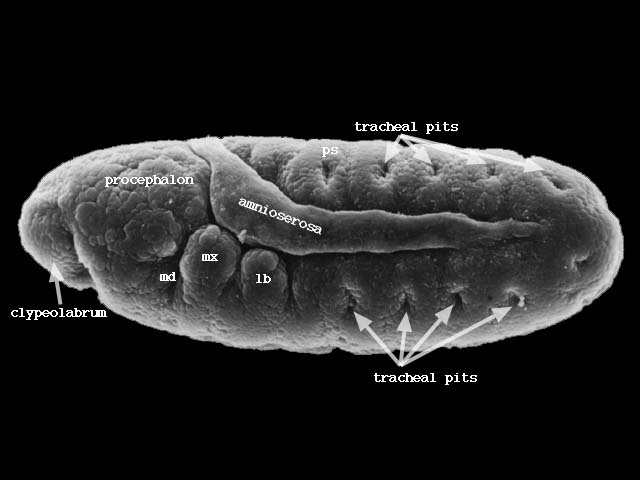 tracheal pits
ps
procephalon
amnioserosa
mx
md
lb
clypeolabrum
tracheal pits